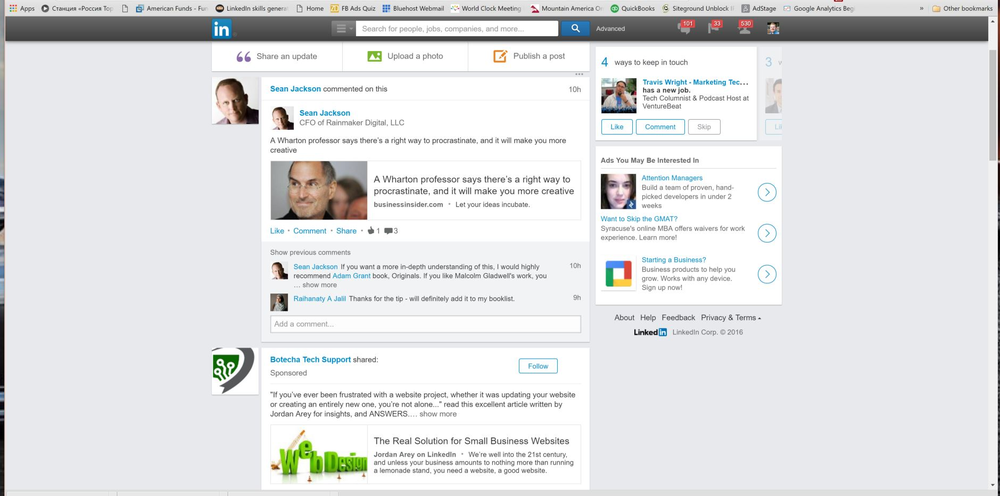 Apps
Станция «Россия Тор
American Funds - Fun
LinkedIn skills generat
Home
FB Ads Quiz
Bluehost Webmail
World Clock Meeting
Mountain America On
QuickBooks
Siteground Unblock IP
AdStage
Google Analytics Begi
»
Other bookmarks
in
Search for people, jobs, companies, and more...
Advanced
101
33
530
Share an update
Upload a photo
Publish a post
Sean Jackson commented on this
10h
Sean Jackson
CFO of Rainmaker Digital, LLC
A Wharton professor says there's a right way to procrastinate, and it will make you more
creative
A Wharton professor says there's a right way to
procrastinate, and it will make you more creative
businessinsider.com • Let your ideas incubate.
Like • Comment • Share • 1 3
Show previous comments
Sean Jackson If you want a more in-depth understanding of this, I would highly
10h
recommend Adam Grant book, Originals. If you like Malcolm Gladwell's work, you
... show more
Raihanaty A Jalil Thanks for the tip - will definitely add it to my booklist.
9h
Add a comment...
Botecha Tech Support shared:
Sponsored
Follow
"If you've ever been frustrated with a website project, whether it was updating your website
or creating an entirely new one, you're not alone..." read this excellent article written by
Jordan Arey for insights, and ANSWERS.... show more
WebDesign
The Real Solution for Small Business Websites
Jordan Arey on LinkedIn • We're well into the 21st century,
and unless your business amounts to nothing more than running
a lemonade stand, you need a website, a good website.
4 ways to keep in touch
3 w
Travis Wright - Marketing Tec...
has a new job.
Tech Columnist & Podcast Host at
VentureBeat
Like
Comment
Skip
Lik
Ads You May Be Interested In
Attention Managers
Build a team of proven, hand-
picked developers in under 2
weeks
Want to Skip the GMAT?
Syracuse's online MBA offers waivers for work
experience. Learn more!
Starting a Business?
Business products to help you
grow. Works with any device.
Sign up now!
About Help Feedback Privacy & Terms
LinkedIn LinkedIn Corp. © 2016